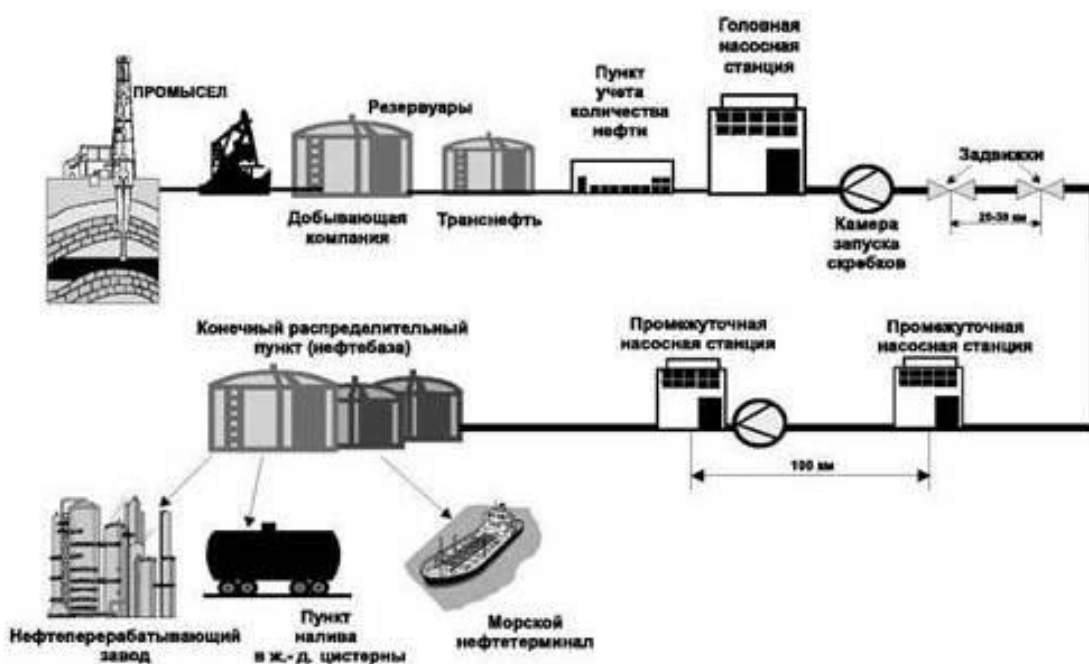 ПРОМЫСЕЛ
Резервуары
Добывающая
компания
Транснефть
Пункт
учета
количества
нефти
Головная
насосная
станция
Камера
запуска
скребков
Задвижки
Конечный распределительный
пункт (нефтебаза)
Промежуточная
насосная станция
Промежуточная
насосная станция
100 км
Нефтеперерабатывающий
завод
Пункт
налива
в ж.- д. цистерны
Морской
нефтетерминал